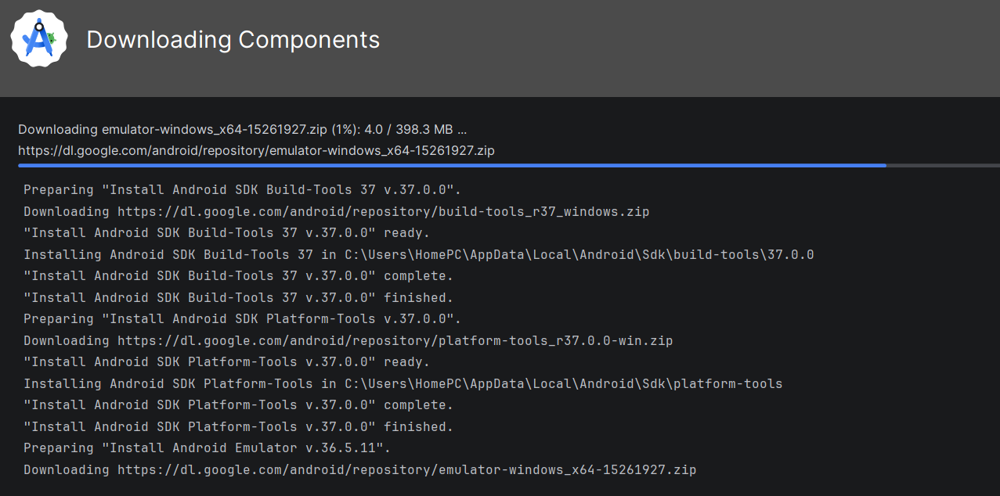 Downloading Components
Downloading emulator-windows_x64-15261927.zip (1%): 4.0 / 398.3 MB ...
https://dl.google.com/android/repository/emulator-windows_x64-15261927.zip
Preparing "Install Android SDK Build-Tools 37 v.37.0.0".
Downloading https://dl.google.com/android/repository/build-tools_r37_windows.zip
"Install Android SDK Build-Tools 37 v.37.0.0" ready.
Installing Android SDK Build-Tools 37 in C:\Users\HomePC\AppData\Local\Android\Sdk\build-tools\37.0.0
"Install Android SDK Build-Tools 37 v.37.0.0" complete.
"Install Android SDK Build-Tools 37 v.37.0.0" finished.
Preparing "Install Android SDK Platform-Tools v.37.0.0".
Downloading https://dl.google.com/android/repository/platform-tools_r37.0.0-win.zip
"Install Android SDK Platform-Tools v.37.0.0" ready.
Installing Android SDK Platform-Tools in C:\Users\HomePC\AppData\Local\Android\Sdk\platform-tools
"Install Android SDK Platform-Tools v.37.0.0" complete.
"Install Android SDK Platform-Tools v.37.0.0" finished.
Preparing "Install Android Emulator v.36.5.11".
Downloading https://dl.google.com/android/repository/emulator-windows_x64-15261927.zip